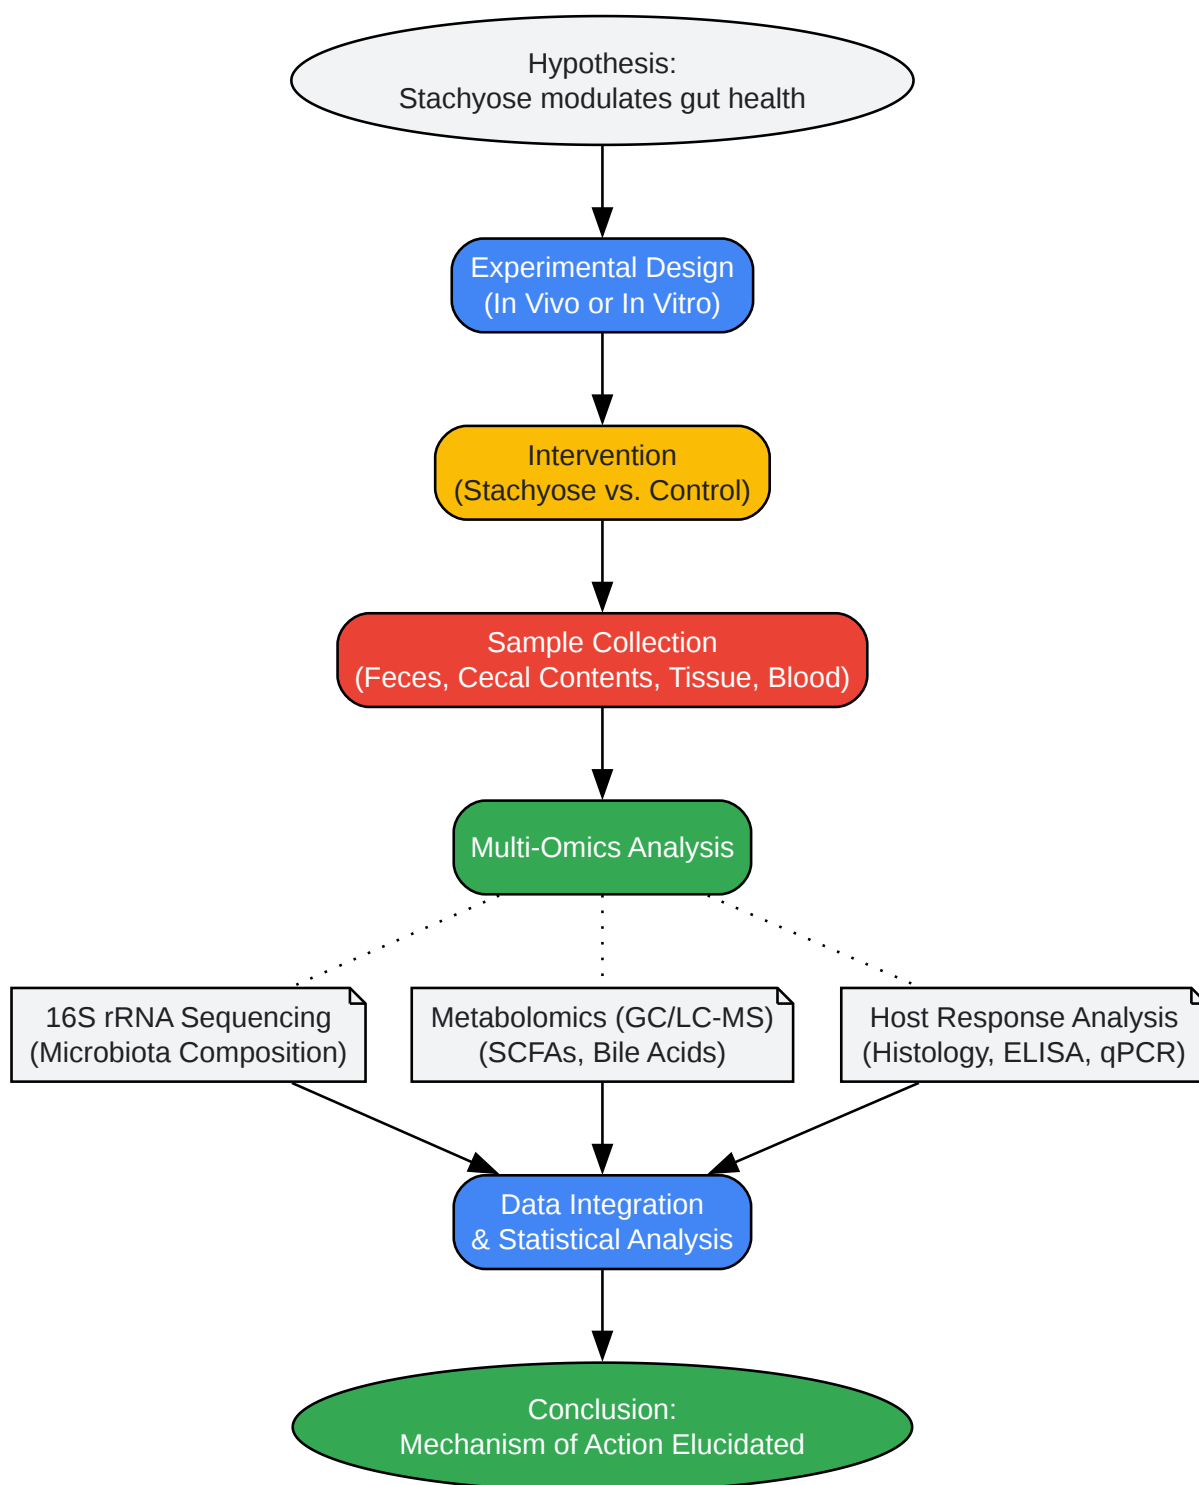 Hypothesis:
Stachyose modulates gut health
Experimental Design
(In Vivo or In Vitro)
Intervention
(Stachyose vs. Control)
Sample Collection
(Feces, Cecal Contents, Tissue, Blood)
Multi-Omics Analysis
16S rRNA Sequencing
(Microbiota Composition)
Metabolomics (GC/LC-MS)
(SCFAs, Bile Acids)
Host Response Analysis
(Histology, ELISA, qPCR)
Data Integration
& Statistical Analysis
Conclusion:
Mechanism of Action Elucidated